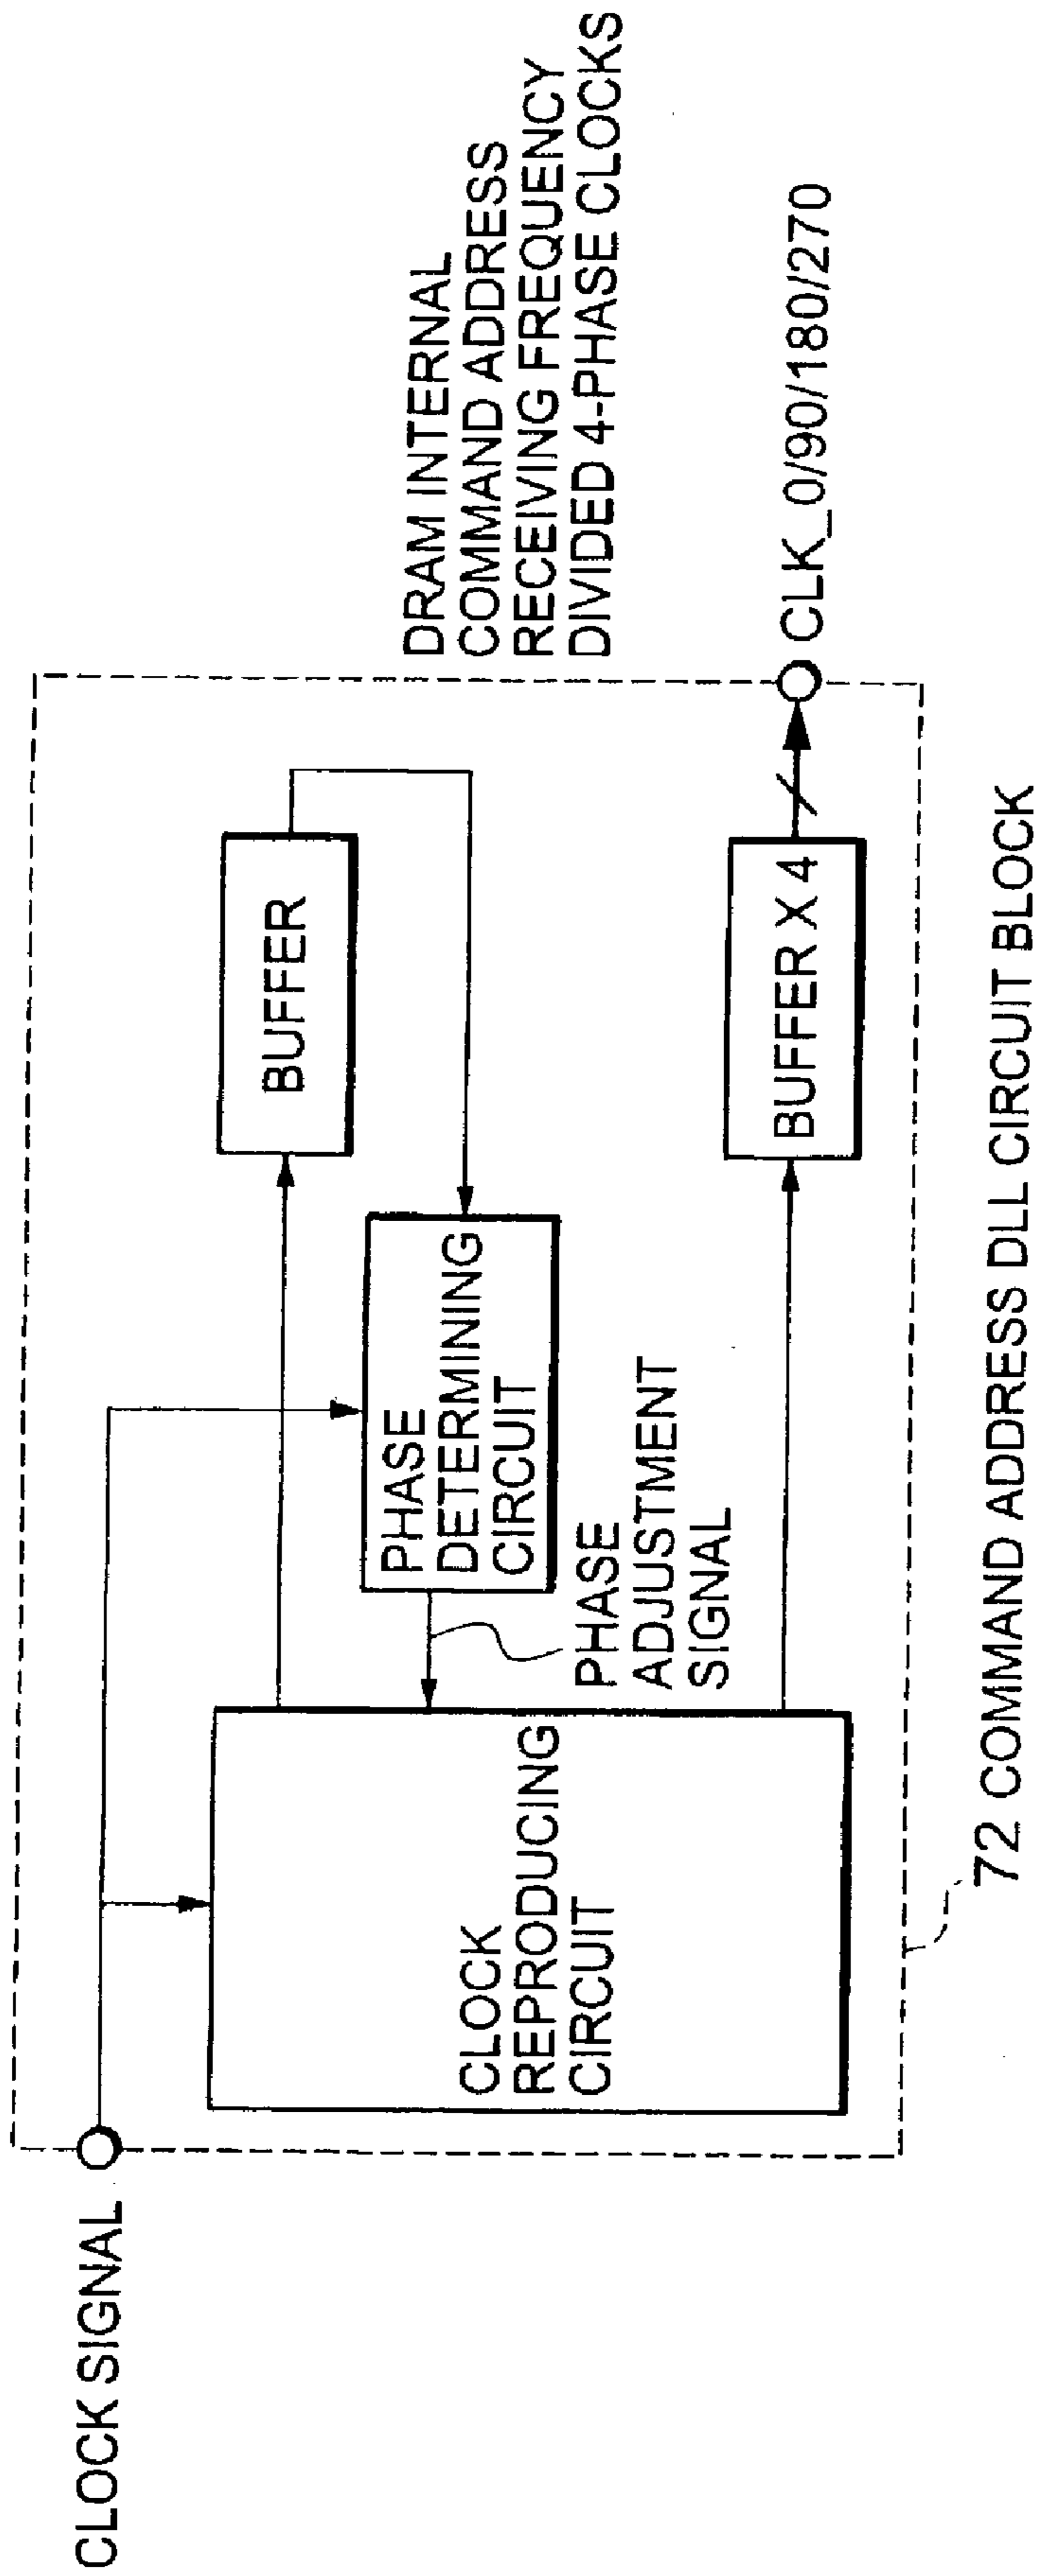 CLOCK SIGNAL
BUFFER
DRAM INTERNAL
COMMAND ADDRESS
RECEIVING FREQUENCY
DIVIDED 4-PHASE CLOCKS
PHASE
DETERMINING
CIRCUIT
CLOCK
REPRODUCING
CIRCUIT
PHASE
ADJUSTMENT
SIGNAL
BUFFER X 4
CLK_0/90/180/270
72 COMMAND ADDRESS DLL CIRCUIT BLOCK